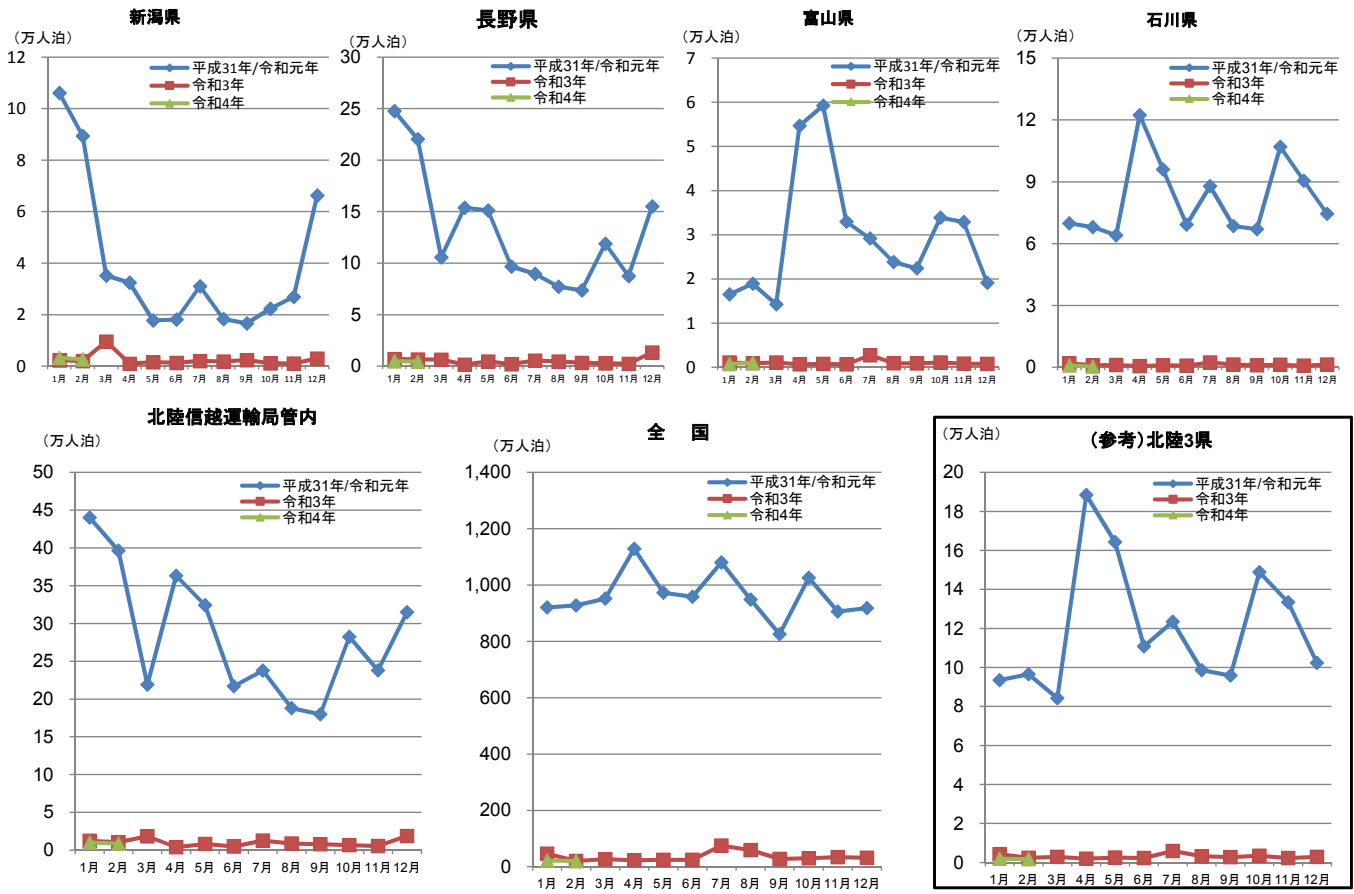 新潟県
(万人泊)
平成31年/令和元年
令和3年
令和4年
12
10
8
6
4
2
0
1月 2月 3月 4月 5月 6月 7月 8月 9月 10月 11月 12月
長野県
(万人泊)
平成31年/令和元年
令和3年
令和4年
30
25
20
15
10
5
0
1月 2月 3月 4月 5月 6月 7月 8月 9月 10月 11月 12月
富山県
(万人泊)
平成31年/令和元年
令和3年
令和4年
7
6
5
4
3
2
1
0
1月 2月 3月 4月 5月 6月 7月 8月 9月 10月 11月 12月
石川県
(万人泊)
平成31年/令和元年
令和3年
令和4年
15
12
9
6
3
0
1月 2月 3月 4月 5月 6月 7月 8月 9月 10月 11月 12月
北陸信越運輸局管内
(万人泊)
平成31年/令和元年
令和3年
令和4年
50
45
40
35
30
25
20
15
10
5
0
1月 2月 3月 4月 5月 6月 7月 8月 9月 10月 11月 12月
全 国
(万人泊)
平成31年/令和元年
令和3年
令和4年
1,400
1,200
1,000
800
600
400
200
0
1月 2月 3月 4月 5月 6月 7月 8月 9月 10月 11月 12月
(参考)北陸3県
(万人泊)
平成31年/令和元年
令和3年
令和4年
20
18
16
14
12
10
8
6
4
2
0
1月 2月 3月 4月 5月 6月 7月 8月 9月 10月 11月 12月